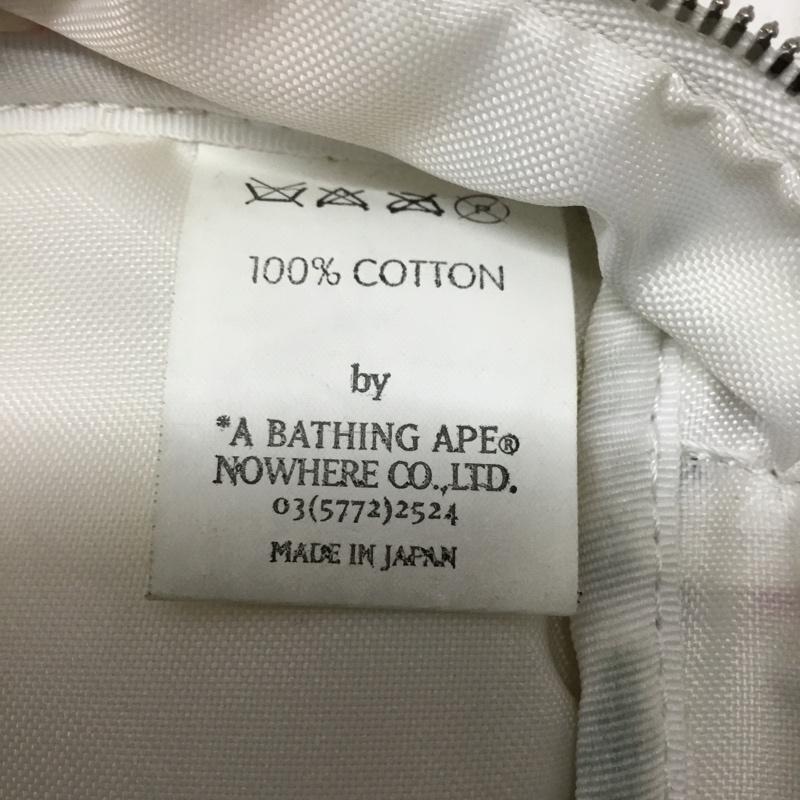 100% COTTON
by
*A BATHING APE®
NOWHERE CO.,LTD.
03(5772)2524
MADE IN JAPAN